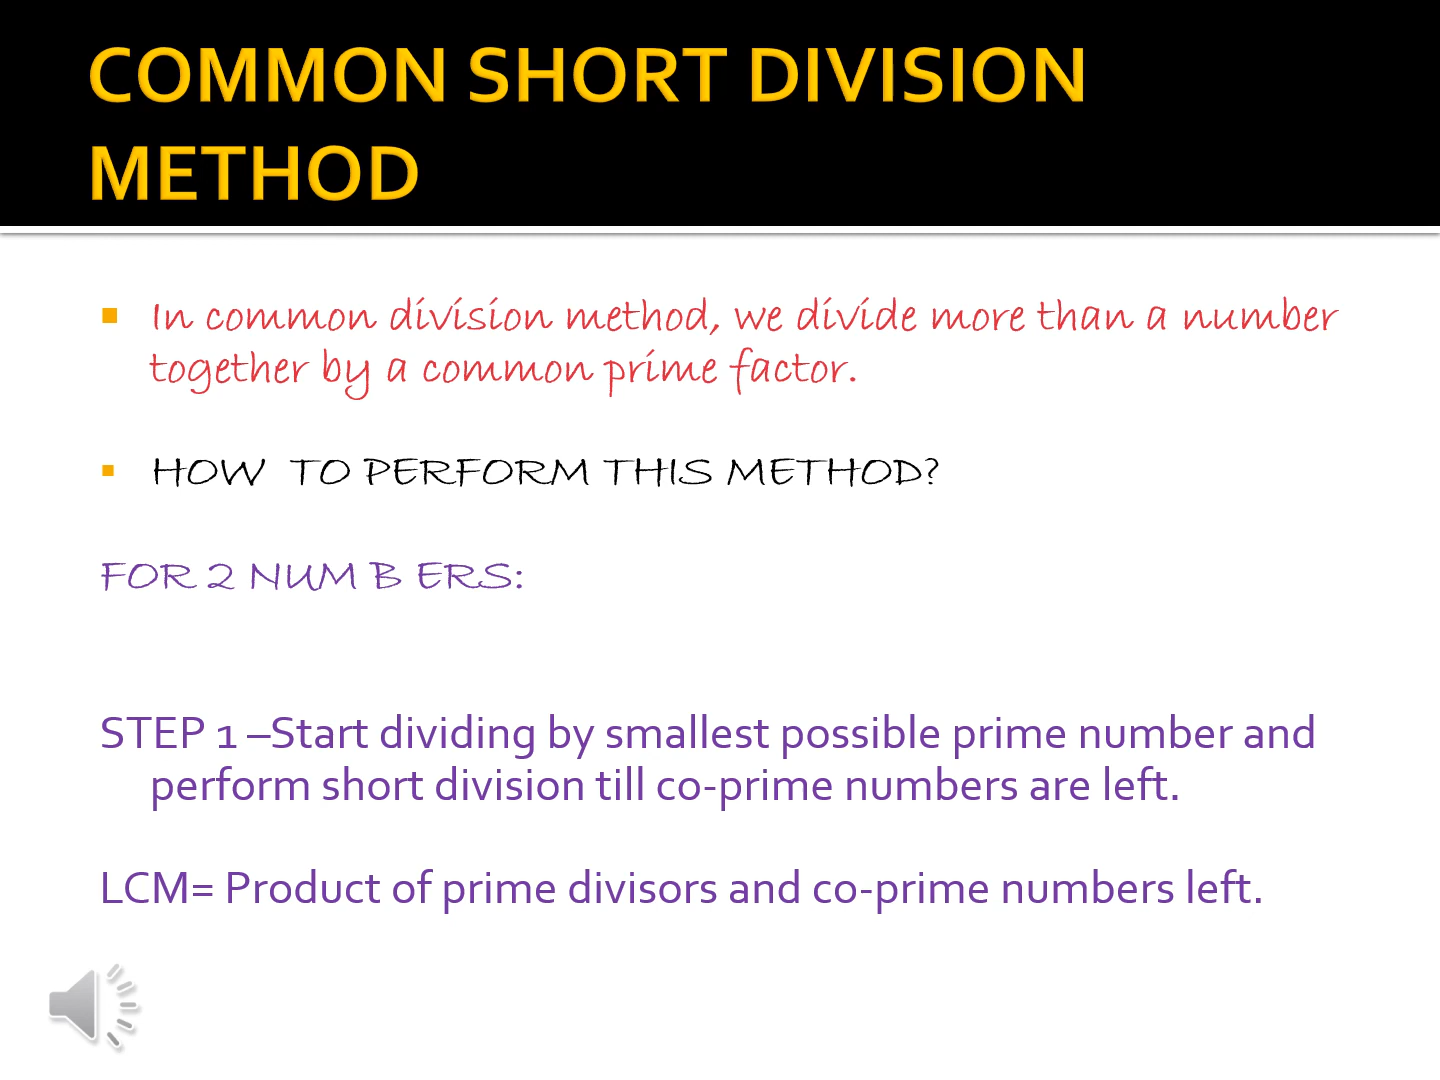 COMMON SHORT DIVISION
METHOD
In common division method, we divide more than a number
together by a common prime factor.
HOW TO PERFORM THIS METHOD?
FOR 2 NUM B ERS:
STEP 1 –Start dividing by smallest possible prime number and
perform short division till co-prime numbers are left.
LCM= Product of prime divisors and co-prime numbers left.